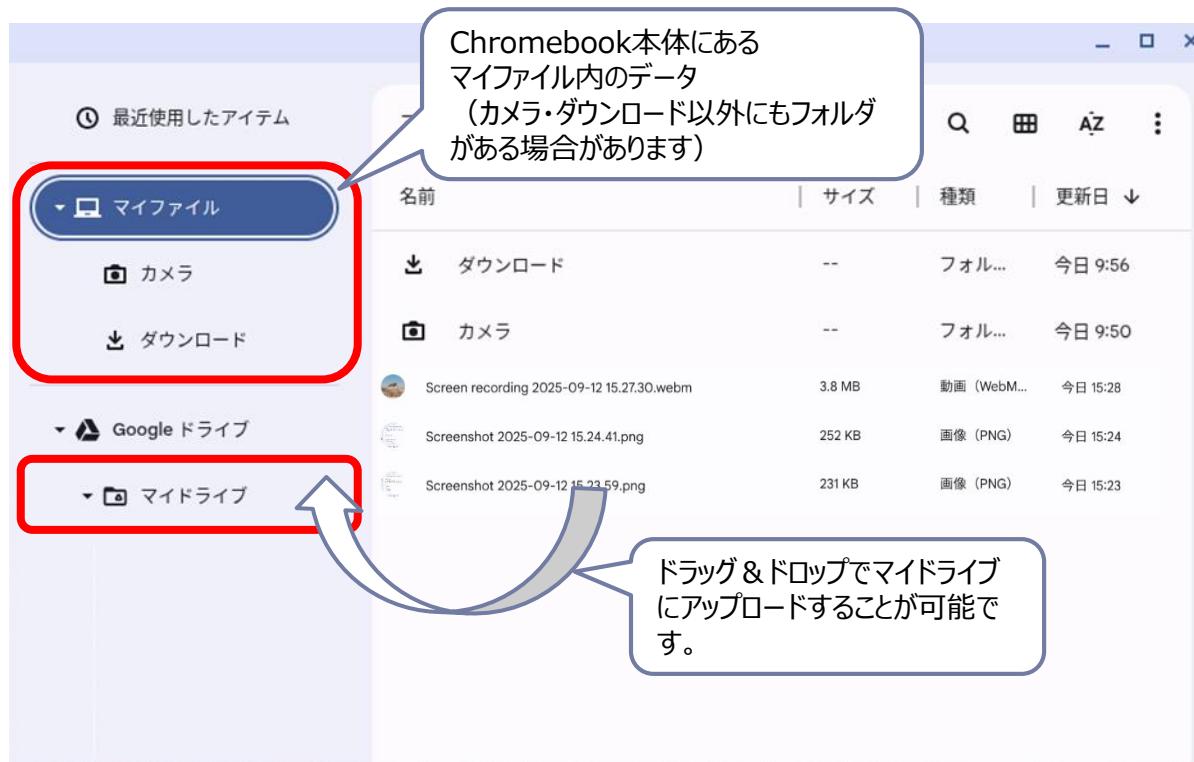 Chromebook本体にある
マイファイル内のデータ
（カメラ・ダウンロード以外にもフォルダ
がある場合があります）
最近使用したアイテム
マイファイル
カメラ
ダウンロード
Google ドライブ
マイドライブ
AZ
名前 サイズ 種類 更新日
ダウンロード -- フォル... 今日 9:56
カメラ -- フォル... 今日 9:50
Screen recording 2025-09-12 15.27.30.webm 3.8 MB 動画（WebM... 今日 15:28
Screenshot 2025-09-12 15.24.41.png 252 KB 画像（PNG） 今日 15:24
Screenshot 2025-09-12 15.23.59.png 231 KB 画像（PNG） 今日 15:23
ドラッグ＆ドロップでマイドライブ
にアップロードすることが可能で
す。